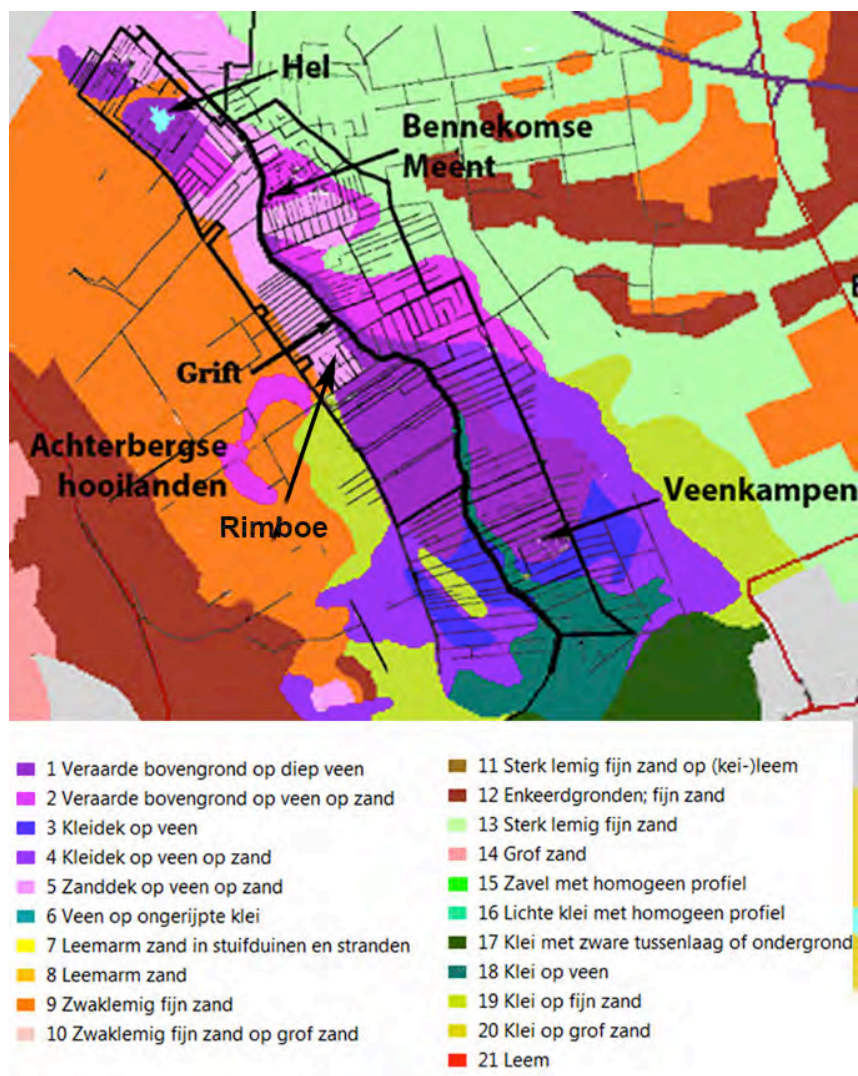 Hel
Bennekomse
Meent
Grift
Achterbergse
hooilanden
Rimboe
Veenkampen
1 Veraarde bovengrond op diep veen
2 Veraarde bovengrond op veen op zand
3 Kleidek op veen
4 Kleidek op veen op zand
5 Zanddek op veen op zand
6 Veen op ongerijpte klei
7 Leemarm zand in stuifduinen en stranden
8 Leemarm zand
9 Zwaklemig fijn zand
10 Zwaklemig fijn zand op grof zand
11 Sterk lemig fijn zand op (kei-)leem
12 Enkeerdgronden; fijn zand
13 Sterk lemig fijn zand
14 Grof zand
15 Zavel met homogeen profiel
16 Lichte klei met homogeen profiel
17 Klei met zware tussenlaag of ondergrond
18 Klei op veen
19 Klei op fijn zand
20 Klei op grof zand
21 Leem